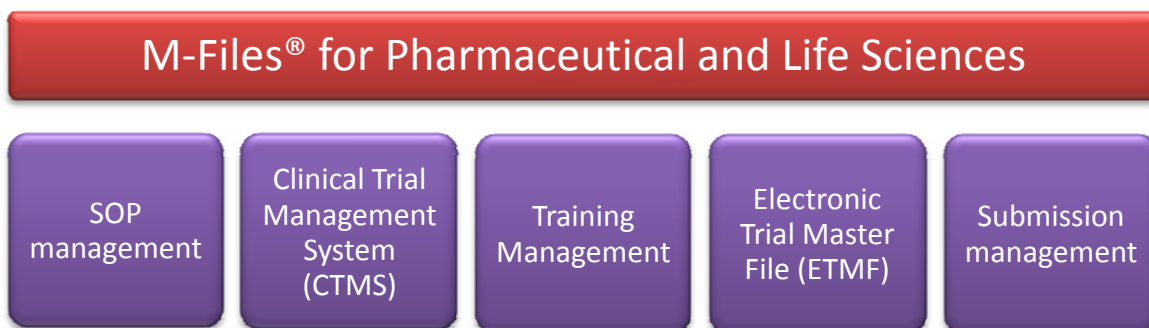 M-Files® for Pharmaceutical and Life Sciences
SOP
management
Clinical Trial
Management
System
(CTMS)
Training
Management
Electronic
Trial Master
File (ETMF)
Submission
management